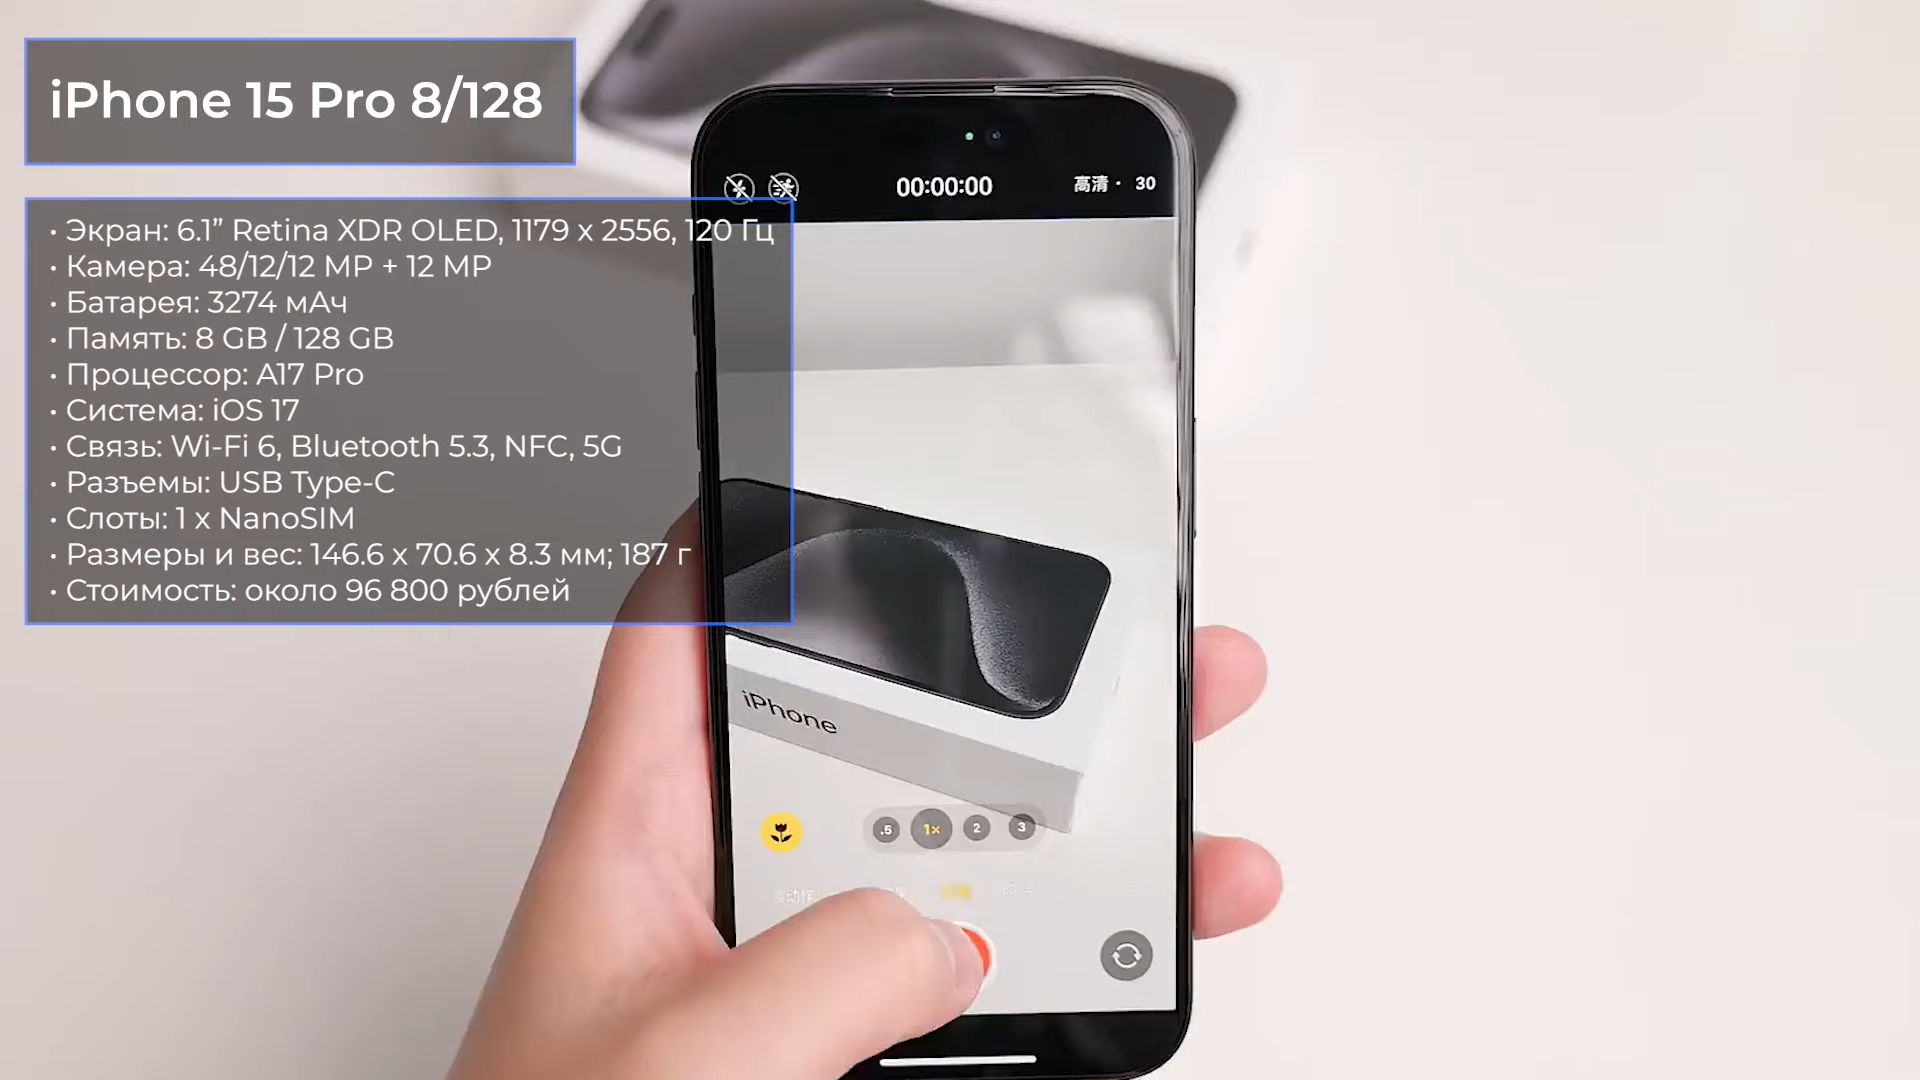 iPhone 15 Pro 8/128
00:00:00
高清 · 30
• Экран: 6.1” Retina XDR OLED, 1179 x 2556, 120 Гц
• Камера: 48/12/12 MP + 12 MP
• Батарея: 3274 мАч
• Память: 8 GB / 128 GB
• Процессор: A17 Pro
• Система: iOS 17
• Связь: Wi-Fi 6, Bluetooth 5.3, NFC, 5G
• Разъемы: USB Type-C
• Слоты: 1 x NanoSIM
• Размеры и вес: 146.6 x 70.6 x 8.3 мм; 187 г
• Стоимость: около 96 800 рублей
iPhone
.5 1× 2 3